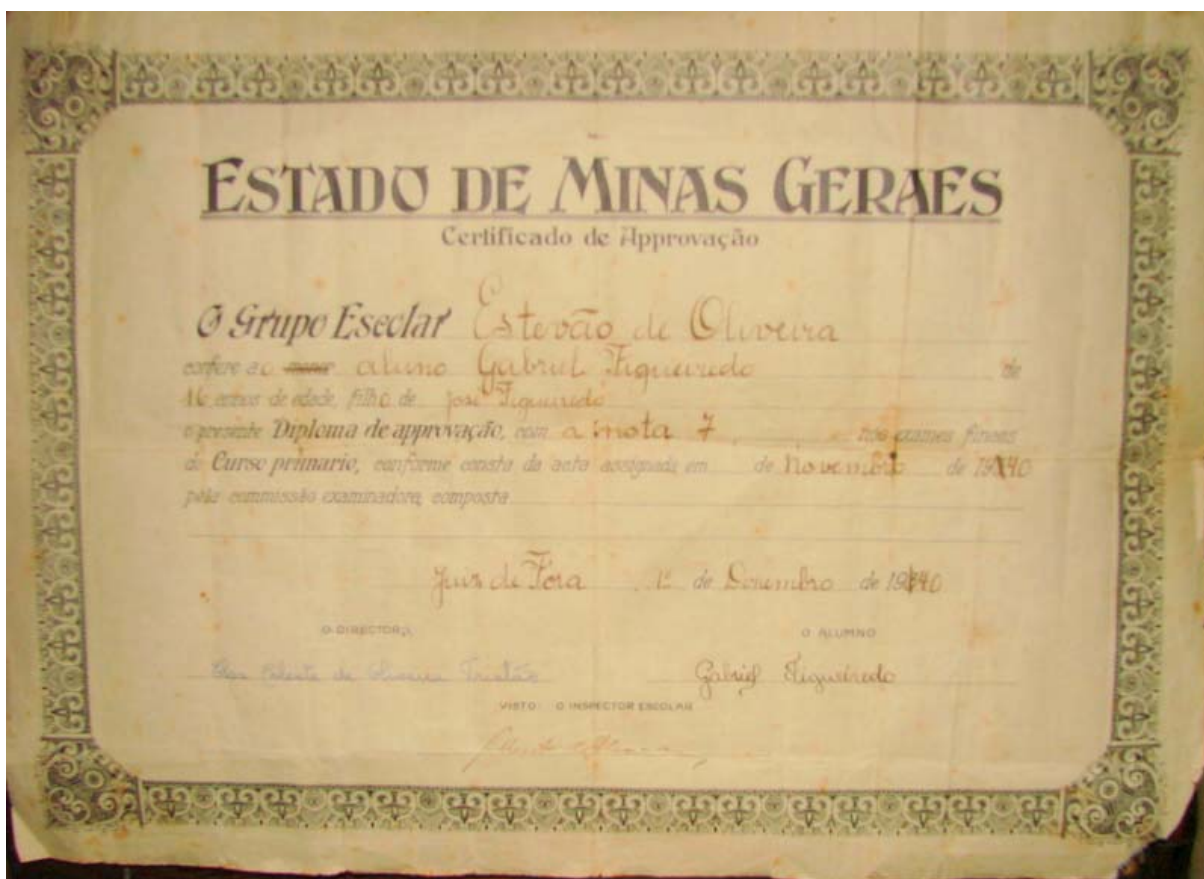 ESTADO DE MINAS GERAES
Certificado de Approvação
O Grupo Escolar Estevão de Oliveira
confere ao menor aluno Gabriel Figueiredo de
16 annos de edade, filho de José Figueiredo
o presente Diploma de approvação, com a nota 7 nos exames finaes
do Curso primario, conforme consta da acta assignada em de Novembro de 1940
pela commissão examinadora, composta
Juiz de Fora 1º de Dezembro de 1940
O DIRECTOR, O ALUMNO
de Oliveira Gabriel Figueiredo
VISTO: O INSPECTOR ESCOLAR